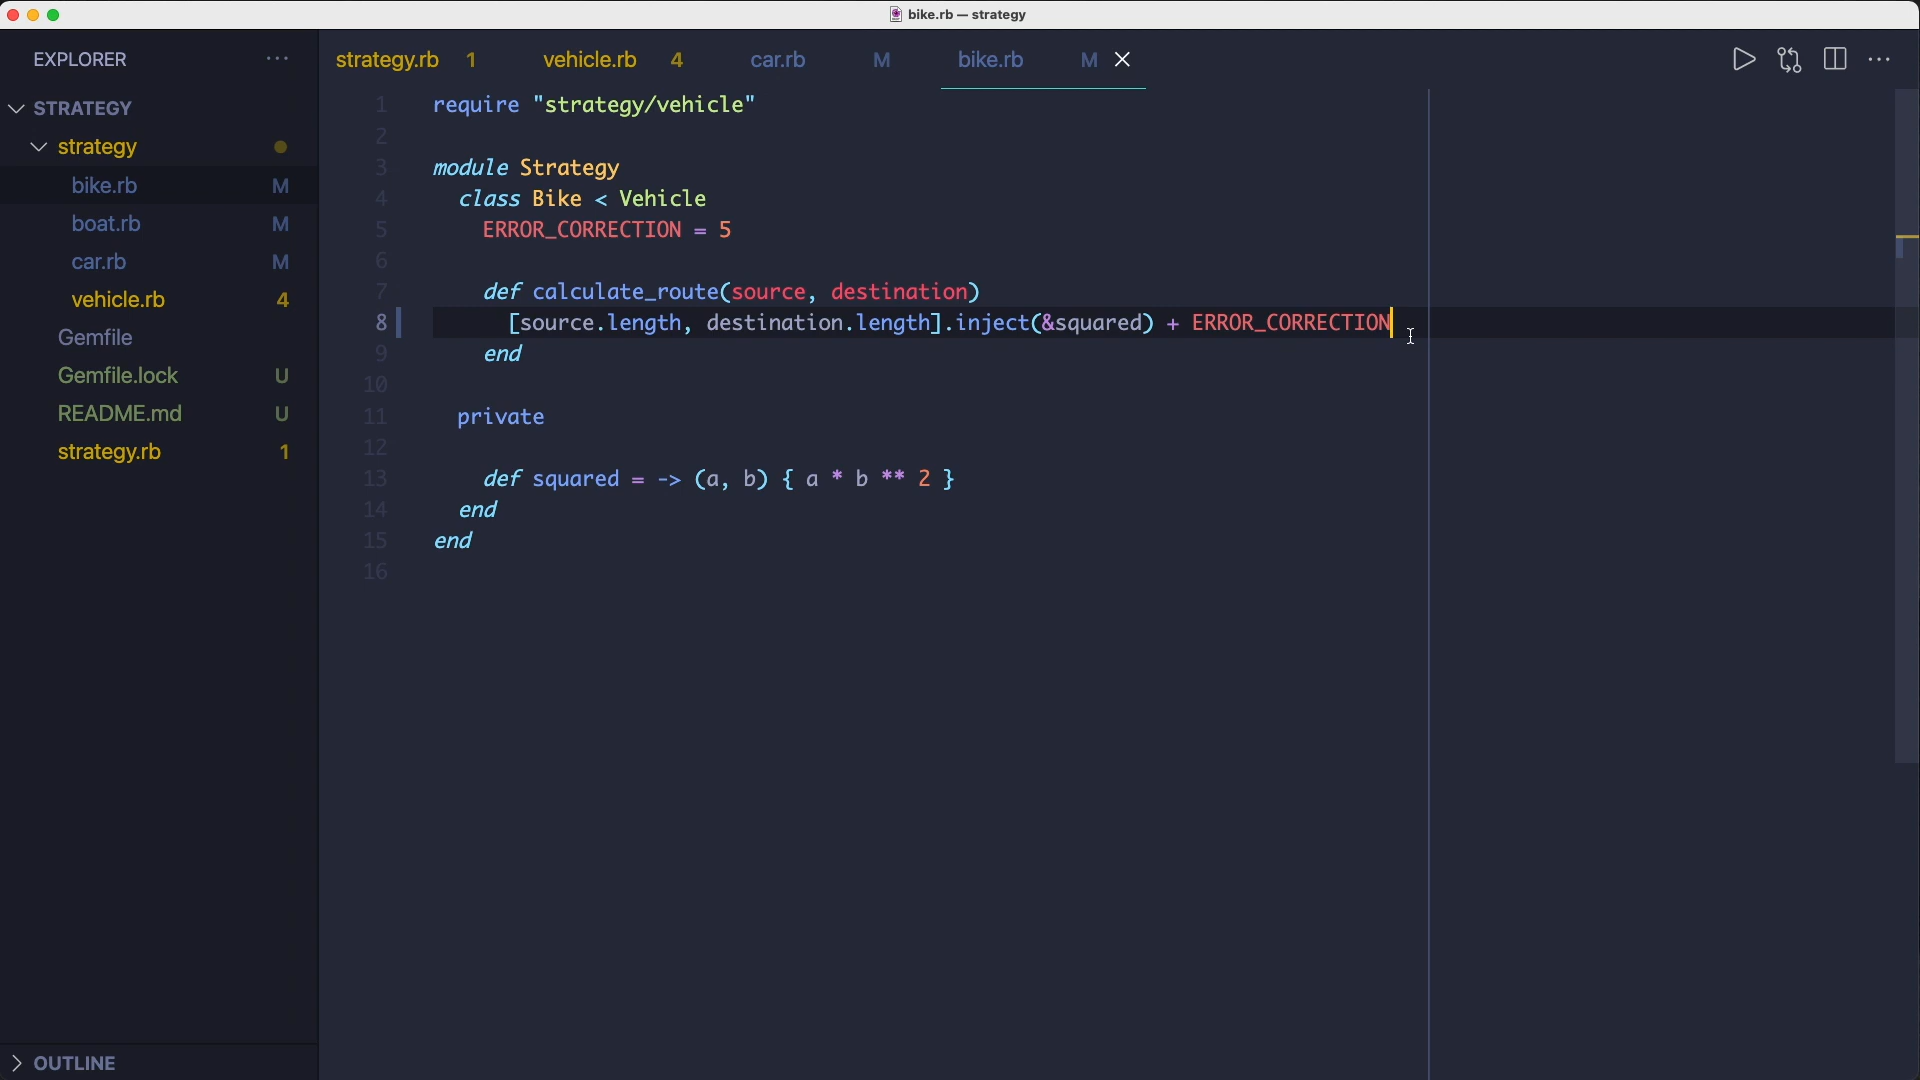 bike.rb — strategy
EXPLORER
STRATEGY
strategy
bike.rb M
boat.rb M
car.rb M
vehicle.rb 4
Gemfile
Gemfile.lock U
README.md U
strategy.rb 1
OUTLINE
strategy.rb 1 vehicle.rb 4 car.rb M bike.rb M
1 require "strategy/vehicle"
2
3 module Strategy
4 class Bike < Vehicle
5 ERROR_CORRECTION = 5
6
7 def calculate_route(source, destination)
8 [source.length, destination.length].inject(&squared) + ERROR_CORRECTION
9 end
10
11 private
12
13 def squared = -> (a, b) { a * b ** 2 }
14 end
15 end
16